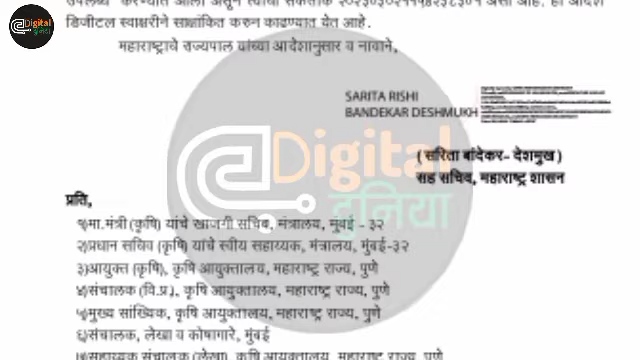 उपलब्ध करण्यात आला असून त्याचा संकेतांक असा आहे. हा आदेश
डिजीटल स्वाक्षरीने साक्षांकित करुन काढण्यात येत आहे.
महाराष्ट्राचे राज्यपाल यांच्या आदेशानुसार व नावाने,
SARITA RISHI
BANDEKAR DESHMUKH
( सरिता बांदेकर- देशमुख )
सह सचिव, महाराष्ट्र शासन
प्रति,
१)मा.मंत्री (कृषि) यांचे खाजगी सचिव, मंत्रालय, मुंबई - ३२
२)प्रधान सचिव (कृषि) यांचे स्वीय सहाय्यक, मंत्रालय, मुंबई-३२
३)आयुक्त (कृषि), कृषि आयुक्तालय, महाराष्ट्र राज्य, पुणे
४)संचालक (वि.प्र.), कृषि आयुक्तालय, महाराष्ट्र राज्य, पुणे
५)मुख्य सांख्यिक, कृषि आयुक्तालय, महाराष्ट्र राज्य, पुणे
६)संचालक, लेखा व कोषागारे, मुंबई
७)सहाय्यक संचालक (लेखा), कृषि आयुक्तालय, महाराष्ट्र राज्य, पुणे
Digital
दुनिया
Digital
दुनिया